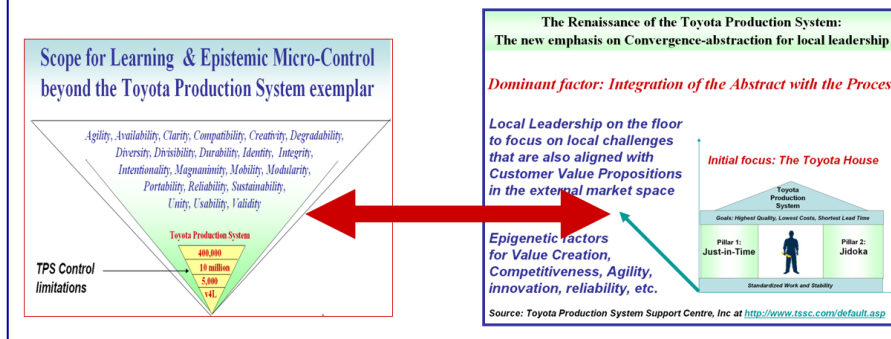 Scope for Learning & Epistemic Micro-Control
beyond the Toyota Production System exemplar
Agility, Availability, Clarity, Compatibility, Creativity, Degradability,
Diversity, Divisibility, Durability, Identity, Integrity,
Intentionality, Magnanimity, Mobility, Modularity,
Portability, Reliability, Sustainability,
Unity, Usability, Validity
Toyota Production System
400,000
10 million
5,000
v4L
TPS Control
limitations
The Renaissance of the Toyota Production System:
The new emphasis on Convergence-abstraction for local leadership
Dominant factor: Integration of the Abstract with the Proces
Local Leadership on the floor
to focus on local challenges
that are also aligned with
Customer Value Propositions
in the external market space
Epigenetic factors
for Value Creation,
Competitiveness, Agility,
innovation, reliability, etc.
Initial focus: The Toyota House
Toyota
Production
System
Goals: Highest Quality, Lowest Costs, Shortest Lead Time
Pillar 1:
Just-in-Time
Pillar 2:
Jidoka
Standardized Work and Stability
Source: Toyota Production System Support Centre, Inc at http://www.tssc.com/default.asp